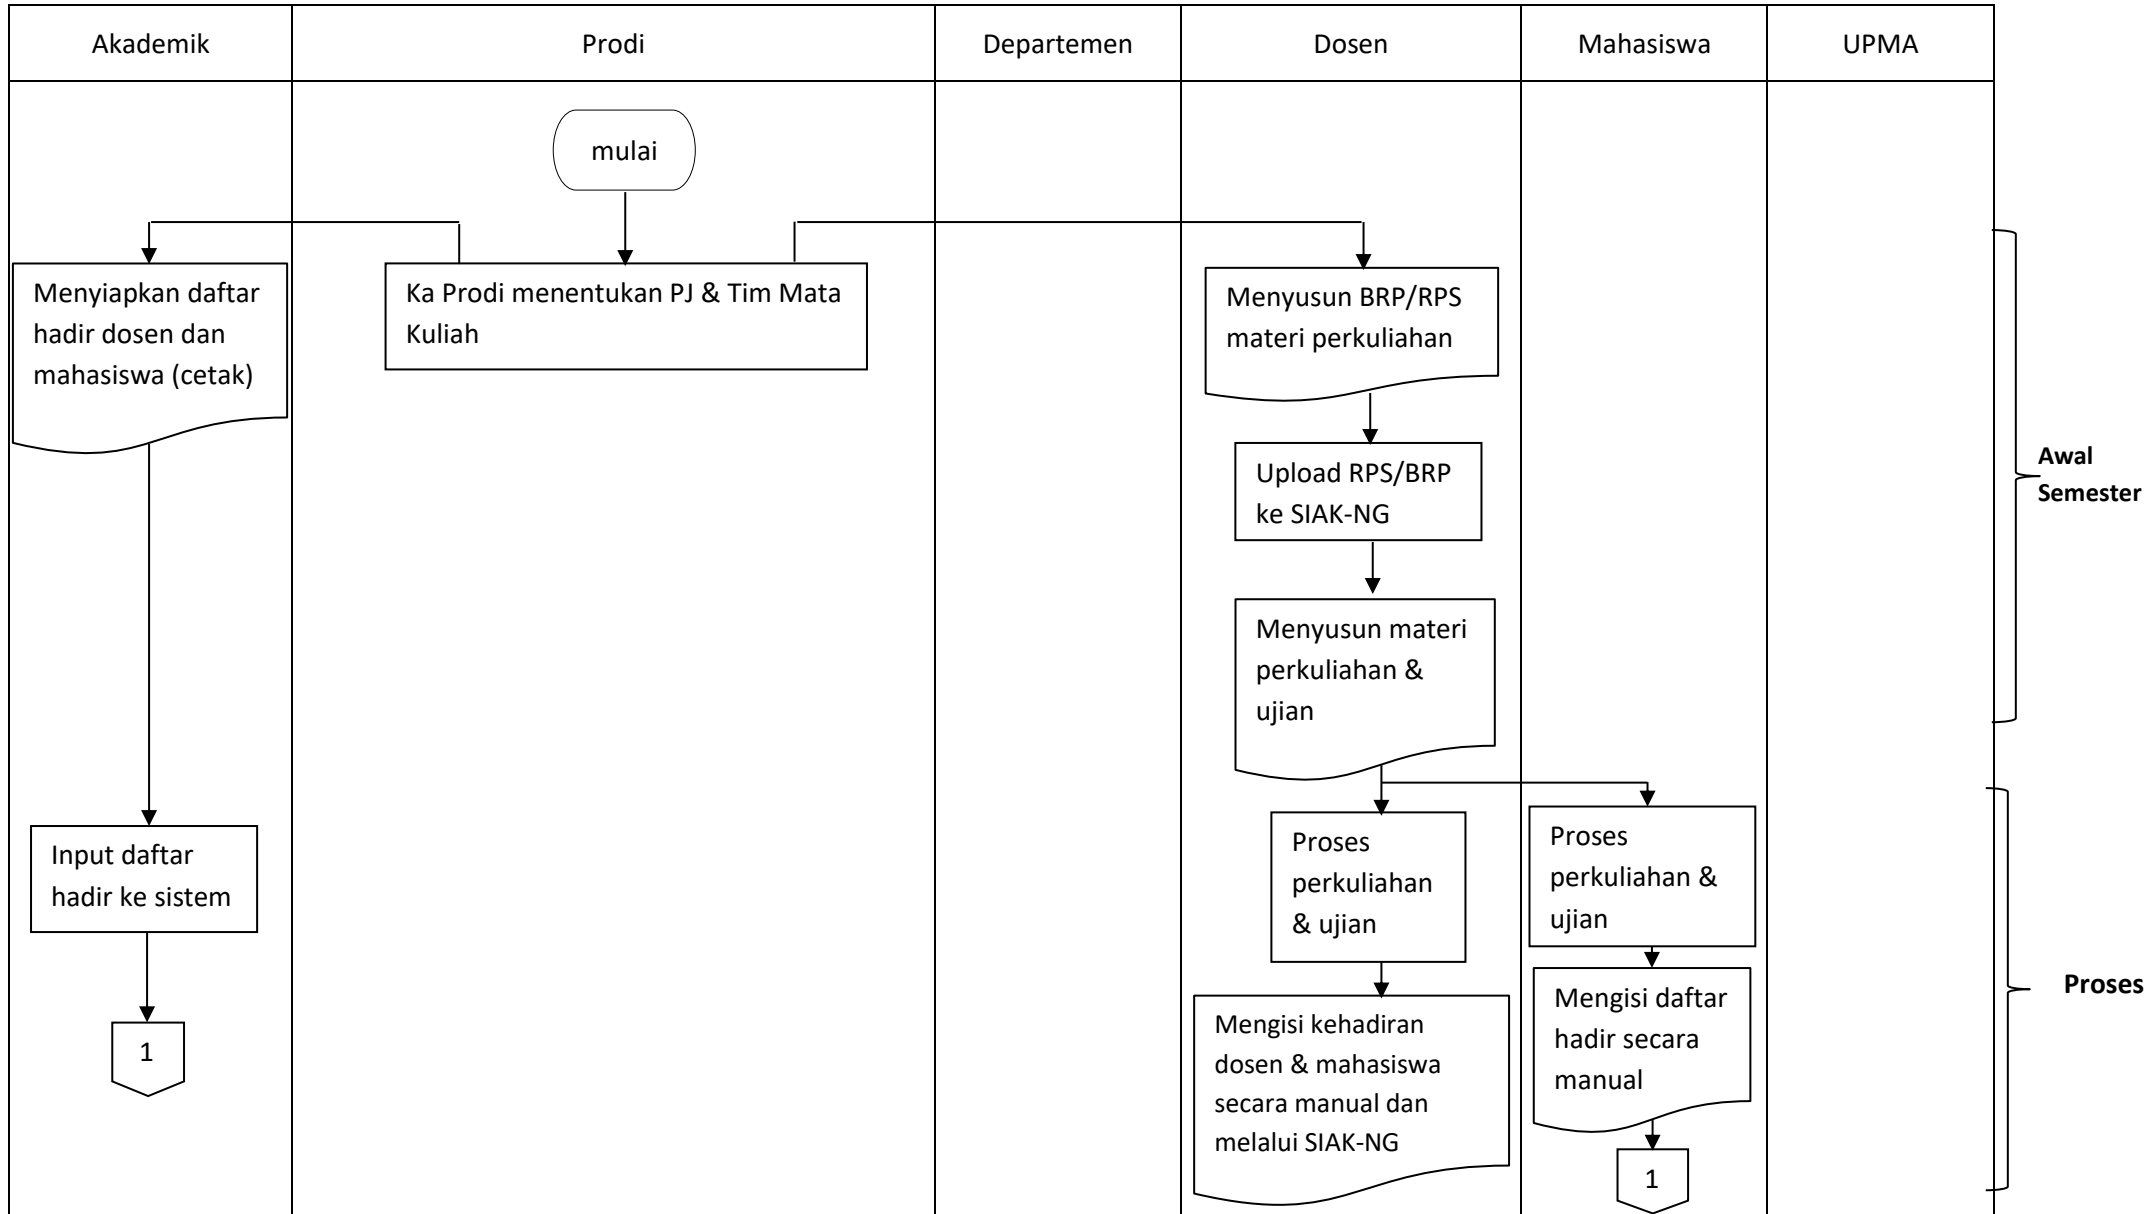 Akademik
Prodi
Departemen
Dosen
Mahasiswa
UPMA
mulai
Menyiapkan daftar
hadir dosen dan
mahasiswa (cetak)
Ka Prodi menentukan PJ & Tim Mata
Kuliah
Menyusun BRP/RPS
materi perkuliahan
Upload RPS/BRP
ke SIAK-NG
Awal
Semester
Menyusun materi
perkuliahan &
ujian
Input daftar
hadir ke sistem
Proses
perkuliahan
& ujian
Proses
perkuliahan &
ujian
Proses
1
Mengisi kehadiran
dosen & mahasiswa
secara manual dan
melalui SIAK-NG
Mengisi daftar
hadir secara
manual
1